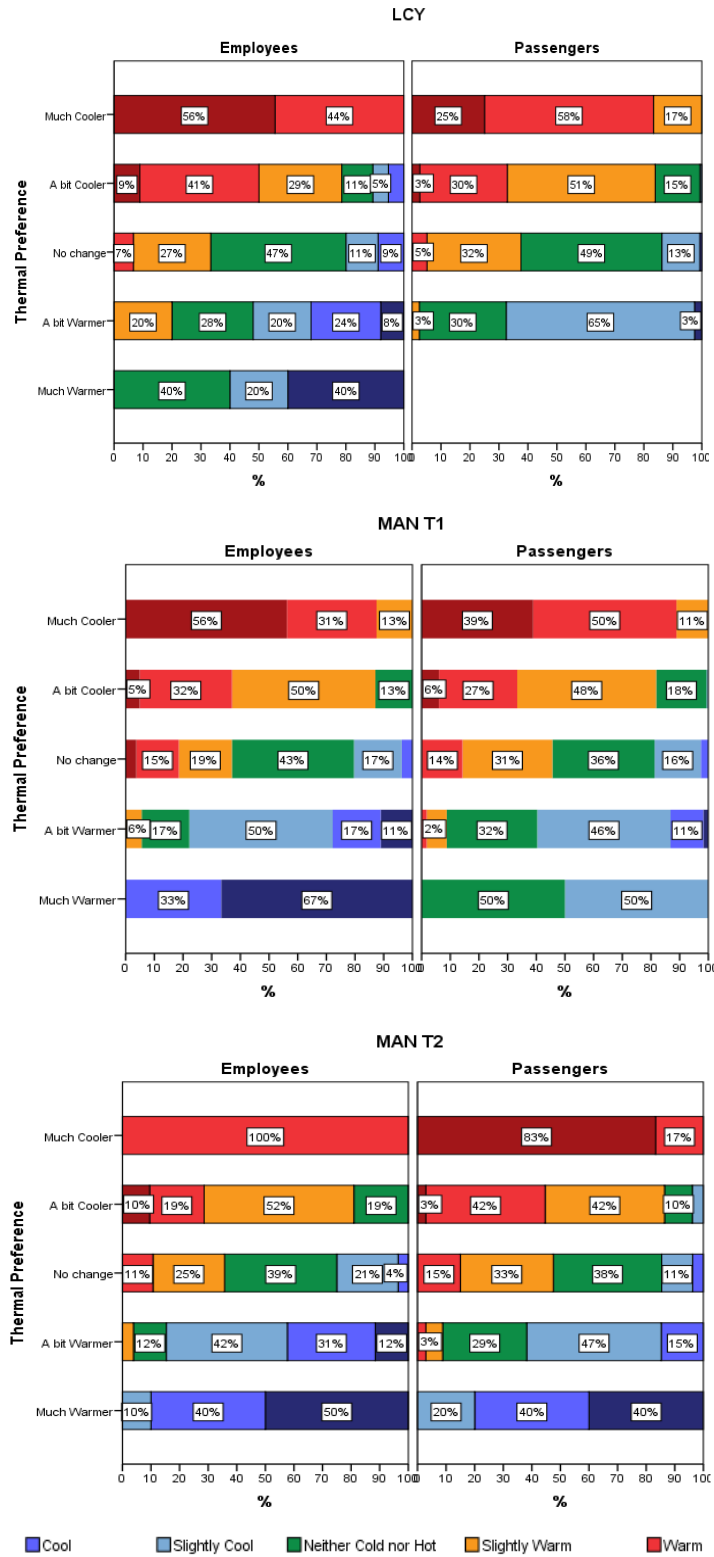 LCY
Employees Passengers
Thermal Preference
Much Cooler 56% 44% 25% 58% 17%
A bit Cooler 9% 41% 29% 11% 5% 3% 30% 51% 15%
No change 7% 27% 47% 11% 9% 5% 32% 49% 13%
A bit Warmer 20% 28% 20% 24% 8% 3% 30% 65% 3%
Much Warmer 40% 20% 40%
0 10 20 30 40 50 60 70 80 90 100 0 10 20 30 40 50 60 70 80 90 100
% %
MAN T1
Employees Passengers
Thermal Preference
Much Cooler 56% 31% 13% 39% 50% 11%
A bit Cooler 5% 32% 50% 13% 6% 27% 48% 18%
No change 15% 19% 43% 17% 14% 31% 36% 16%
A bit Warmer 6% 17% 50% 17% 11% 2% 32% 46% 11%
Much Warmer 33% 67% 50% 50%
0 10 20 30 40 50 60 70 80 90 100 0 10 20 30 40 50 60 70 80 90 100
% %
MAN T2
Employees Passengers
Thermal Preference
Much Cooler 100% 83% 17%
A bit Cooler 10% 19% 52% 19% 3% 42% 42% 10%
No change 11% 25% 39% 21% 4% 15% 33% 38% 11%
A bit Warmer 12% 42% 31% 12% 3% 29% 47% 15%
Much Warmer 10% 40% 50% 20% 40% 40%
0 10 20 30 40 50 60 70 80 90 100 10 20 30 40 50 60 70 80 90 100
% %
Cool Slightly Cool Neither Cold nor Hot Slightly Warm Warm